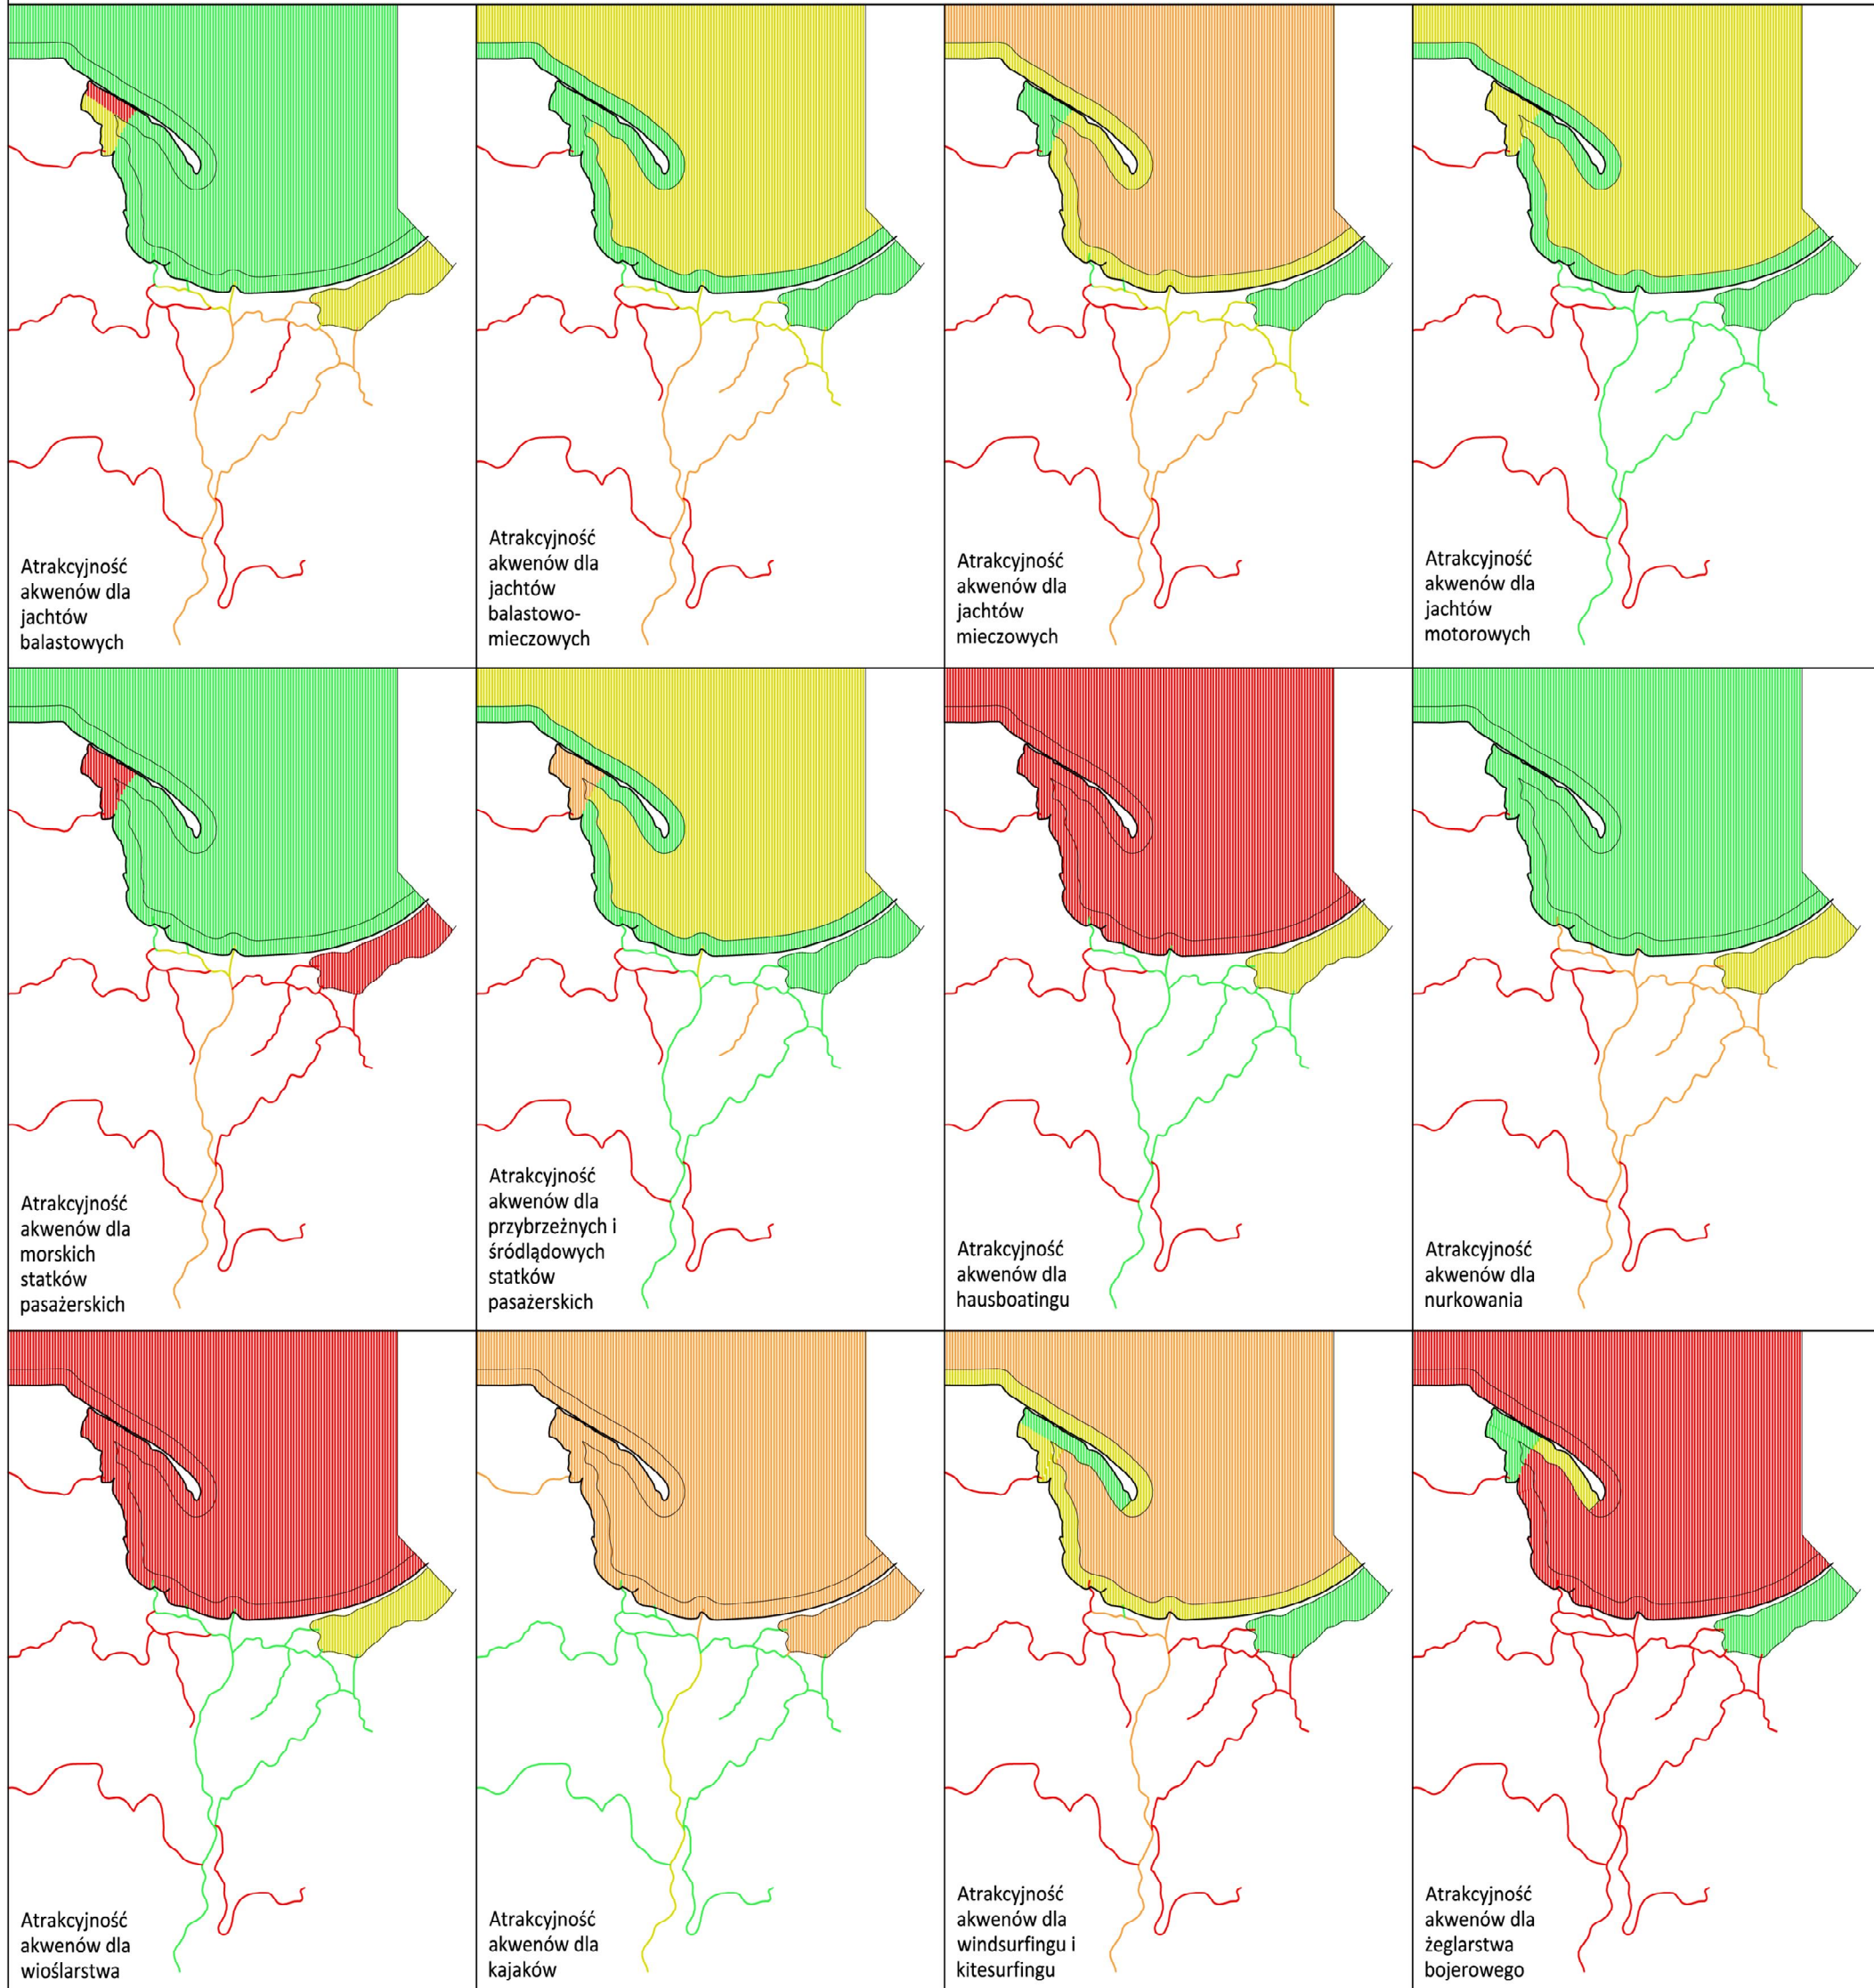 Atrakcyjność
akwenów dla
jachtów
balastowych
Atrakcyjność
akwenów dla
jachtów
balastowo-
mieczowych
Atrakcyjność
akwenów dla
jachtów
mieczowych
Atrakcyjność
akwenów dla
jachtów
motorowych
Atrakcyjność
akwenów dla
morskich
statków
pasażerskich
Atrakcyjność
akwenów dla
przybrzeżnych i
śródlądowych
statków
pasażerskich
Atrakcyjność
akwenów dla
hausboatingu
Atrakcyjność
akwenów dla
nurkowania
Atrakcyjność
akwenów dla
wioślarstwa
Atrakcyjność
akwenów dla
kajaków
Atrakcyjność
akwenów dla
windsurfingu i
kitesurfingu
Atrakcyjność
akwenów dla
żeglarstwa
bojerowego